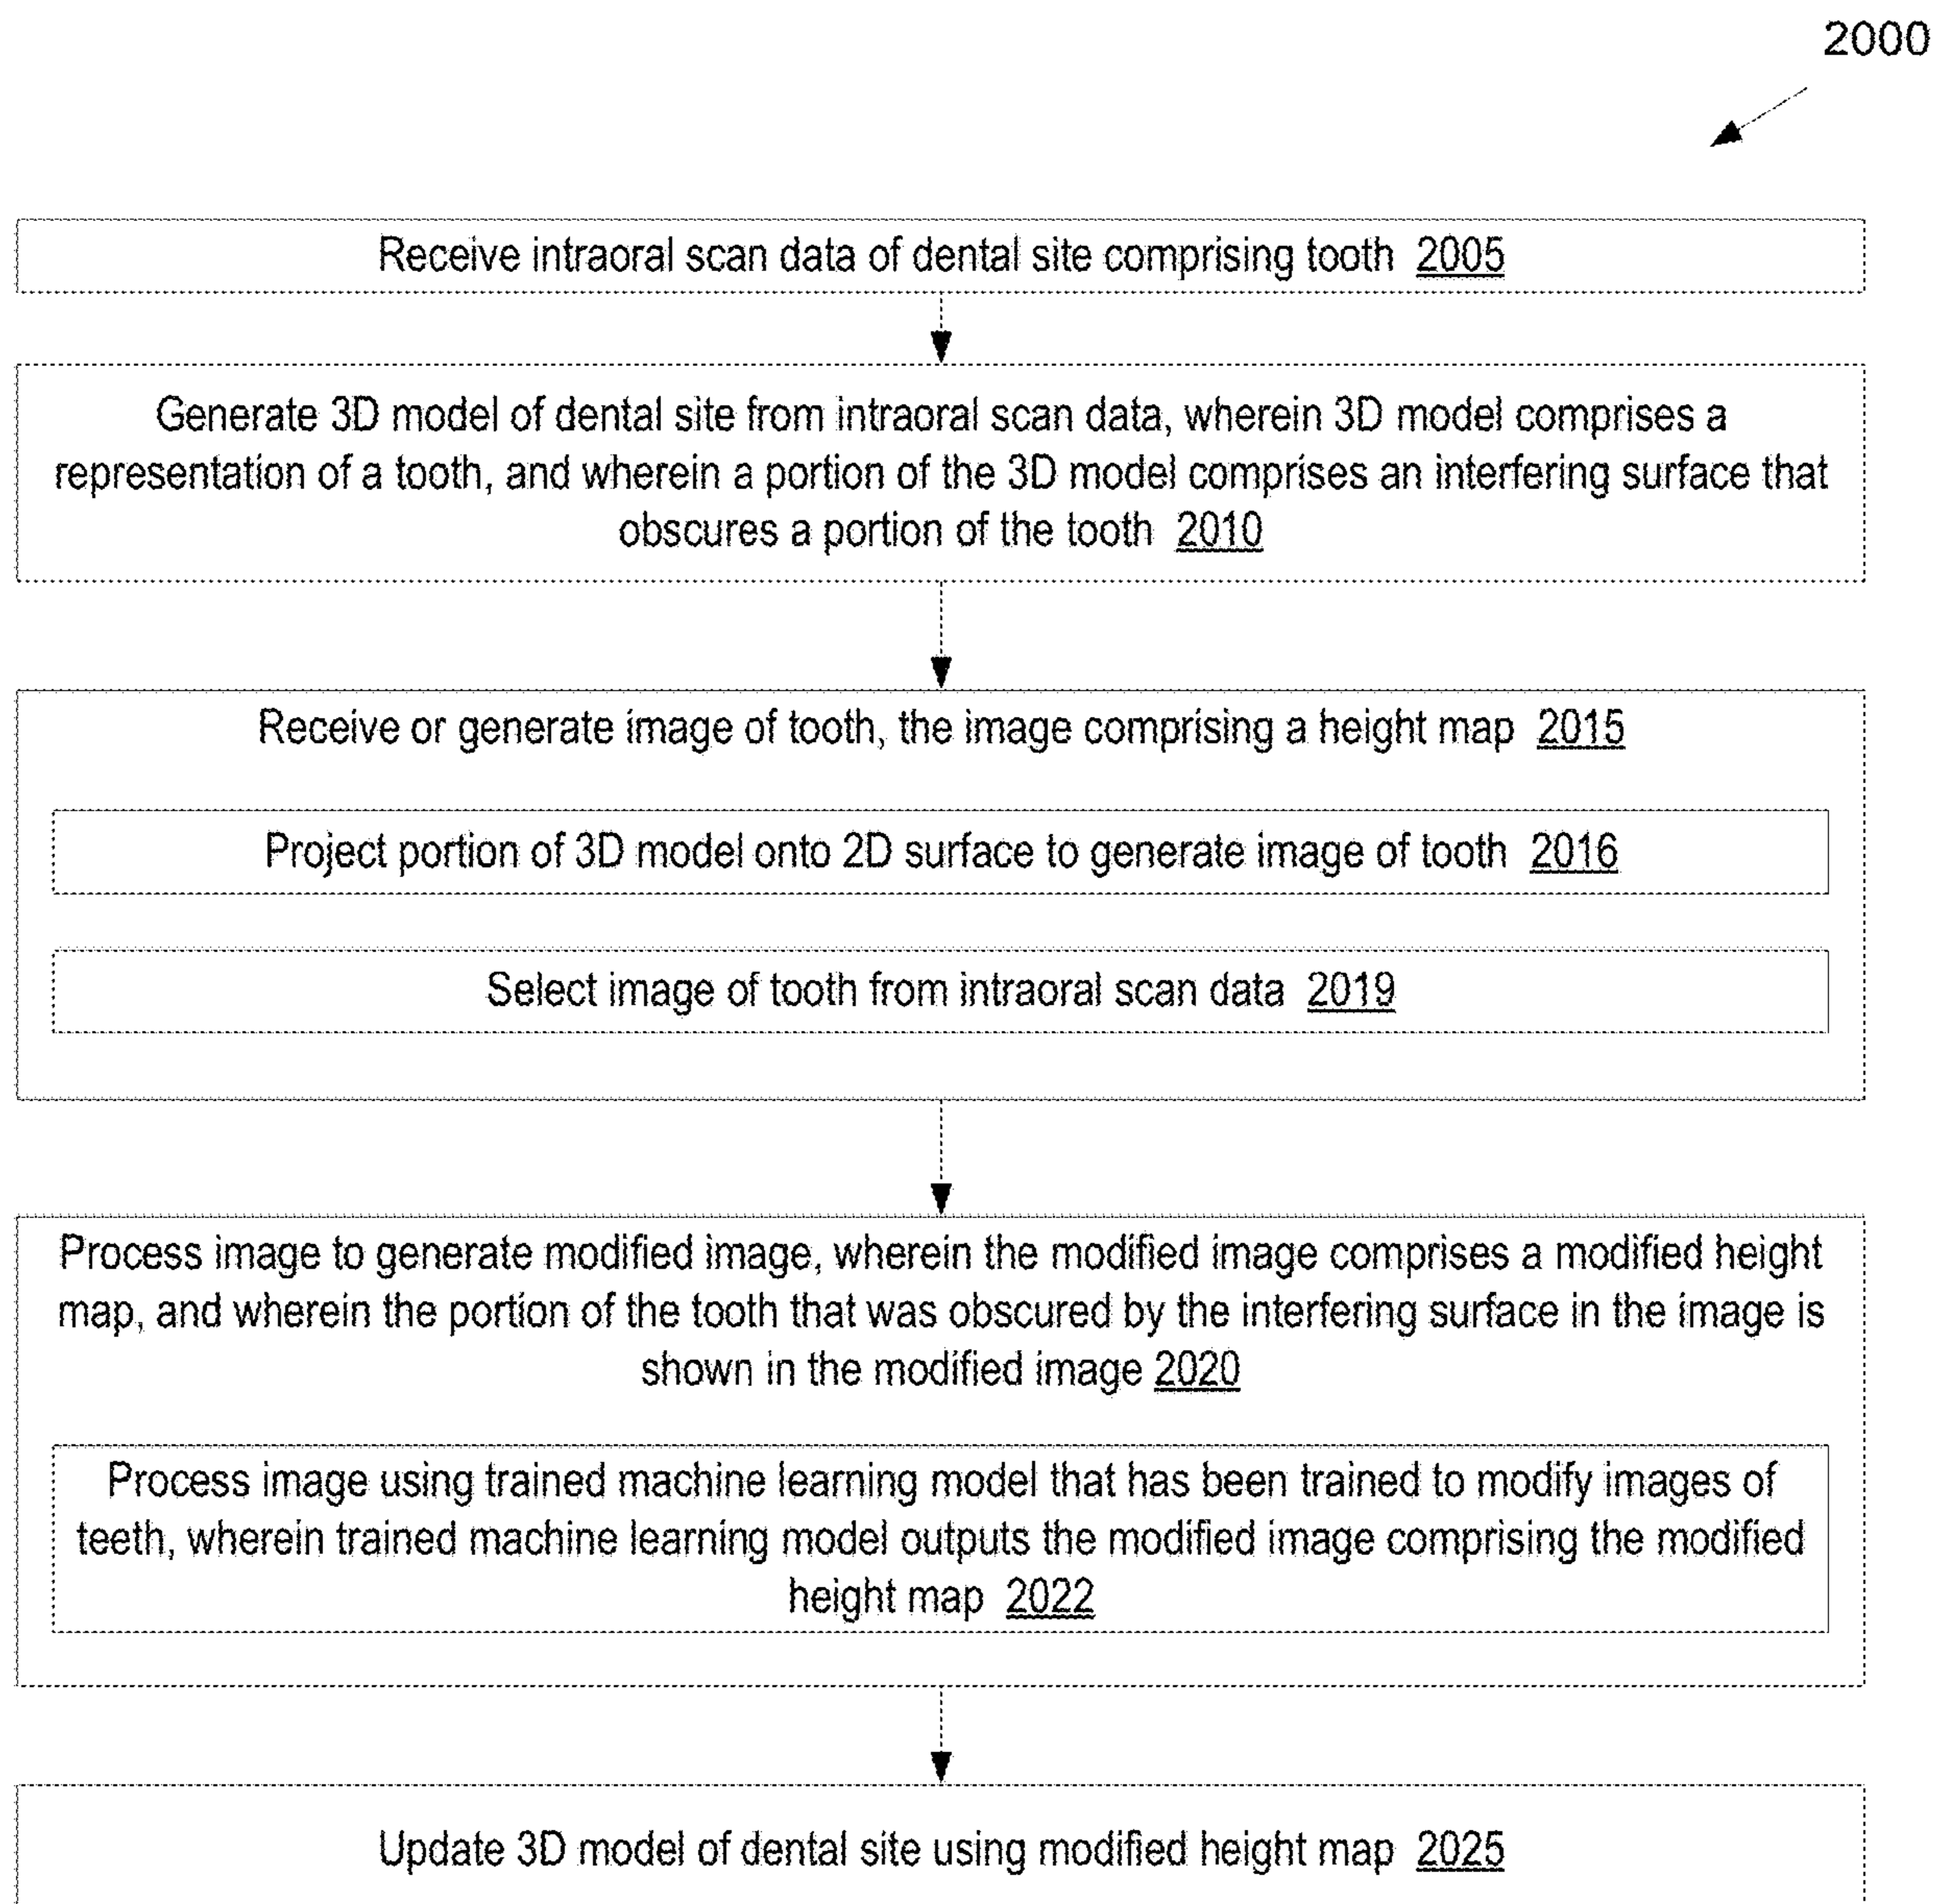 2000
Receive intraoral scan data of dental site comprising tooth 2005
Generate 3D model of dental site from intraoral scan data, wherein 3D model comprises a
representation of a tooth, and wherein a portion of the 3D model comprises an interfering surface that
obscures a portion of the tooth 2010
Receive or generate image of tooth, the image comprising a height map 2015
Project portion of 3D model onto 2D surface to generate image of tooth 2016
Select image of tooth from intraoral scan data 2019
Process image to generate modified image, wherein the modified image comprises a modified height
map, and wherein the portion of the tooth that was obscured by the interfering surface in the image is
shown in the modified image 2020
Process image using trained machine learning model that has been trained to modify images of
teeth, wherein trained machine learning model outputs the modified image comprising the modified
height map 2022
Update 3D model of dental site using modified height map 2025